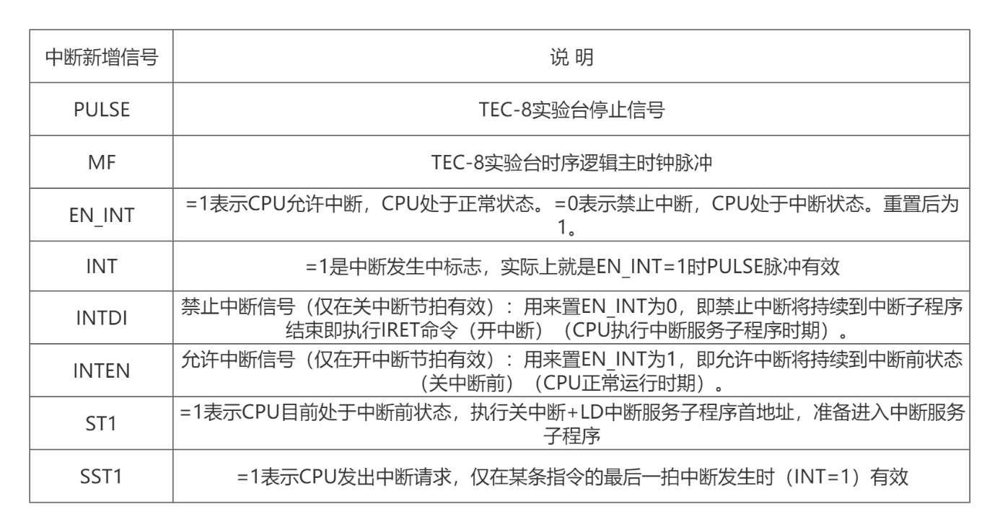 中断新增信号
说 明
PULSE
TEC-8实验台停止信号
MF
TEC-8实验台时序逻辑主时钟脉冲
EN_INT
=1表示CPU允许中断，CPU处于正常状态。=0表示禁止中断，CPU处于中断状态。重置后为
1。
INT
=1是中断发生中标志，实际上就是EN_INT=1时PULSE脉冲有效
INTDI
禁止中断信号（仅在关中断节拍有效）：用来置EN_INT为0，即禁止中断将持续到中断子程序
结束即执行IRET命令（开中断）（CPU执行中断服务子程序时期）。
INTEN
允许中断信号（仅在开中断节拍有效）：用来置EN_INT为1，即允许中断将持续到中断前状态
（关中断前）（CPU正常运行时期）。
ST1
=1表示CPU目前处于中断前状态，执行关中断+LD中断服务子程序首地址，准备进入中断服务
子程序
SST1
=1表示CPU发出中断请求，仅在某条指令的最后一拍中断发生时（INT=1）有效